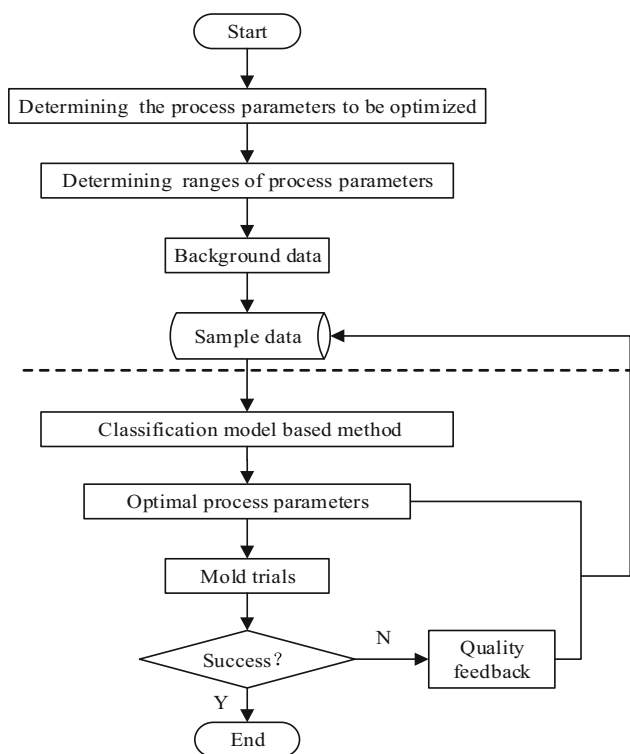 Start
Determining the process parameters to be optimized
Determining ranges of process parameters
Background data
Sample data
Classification model based method
Optimal process parameters
Mold trials
Success?
N
Quality
feedback
Y
End